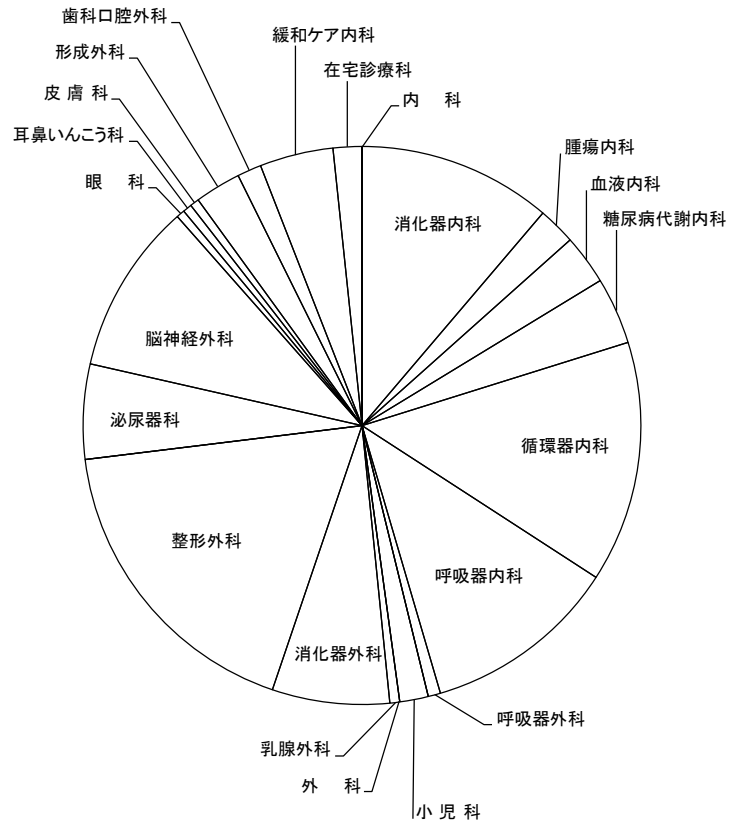 歯科口腔外科
緩和ケア内科
形成外科
在宅診療科
皮 膚 科
内 科
耳鼻いんこう科
腫瘍内科
眼 科
血液内科
糖尿病代謝内科
消化器内科
脳神経外科
泌尿器科
循環器内科
整形外科
呼吸器内科
消化器外科
呼吸器外科
乳腺外科
外 科
小 児 科